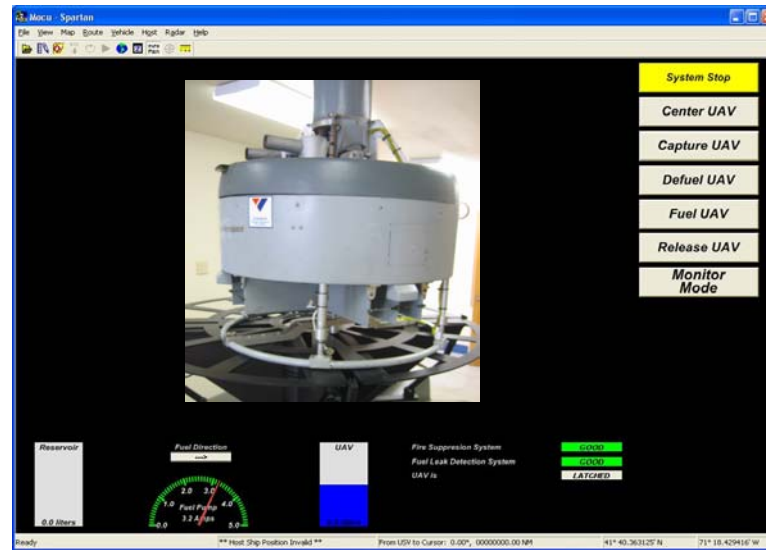 Mocu - Spartan
File View Map Route Vehicle Host Radar Help
System Stop
Center UAV
Capture UAV
Defuel UAV
Fuel UAV
Release UAV
Monitor
Mode
Reservoir
0.0 liters
Fuel Direction
--->
0.0 1.0 2.0 3.0 4.0 5.0
Fuel Pump
3.2 Amps
UAV
Fire Suppresion System GOOD
Fuel Leak Detection System GOOD
UAV is LATCHED
Ready ** Host Ship Position Invalid ** From USV to Cursor: 0.00°, 00000000.00 NM 41° 40.363125' N 71° 18.429416' W